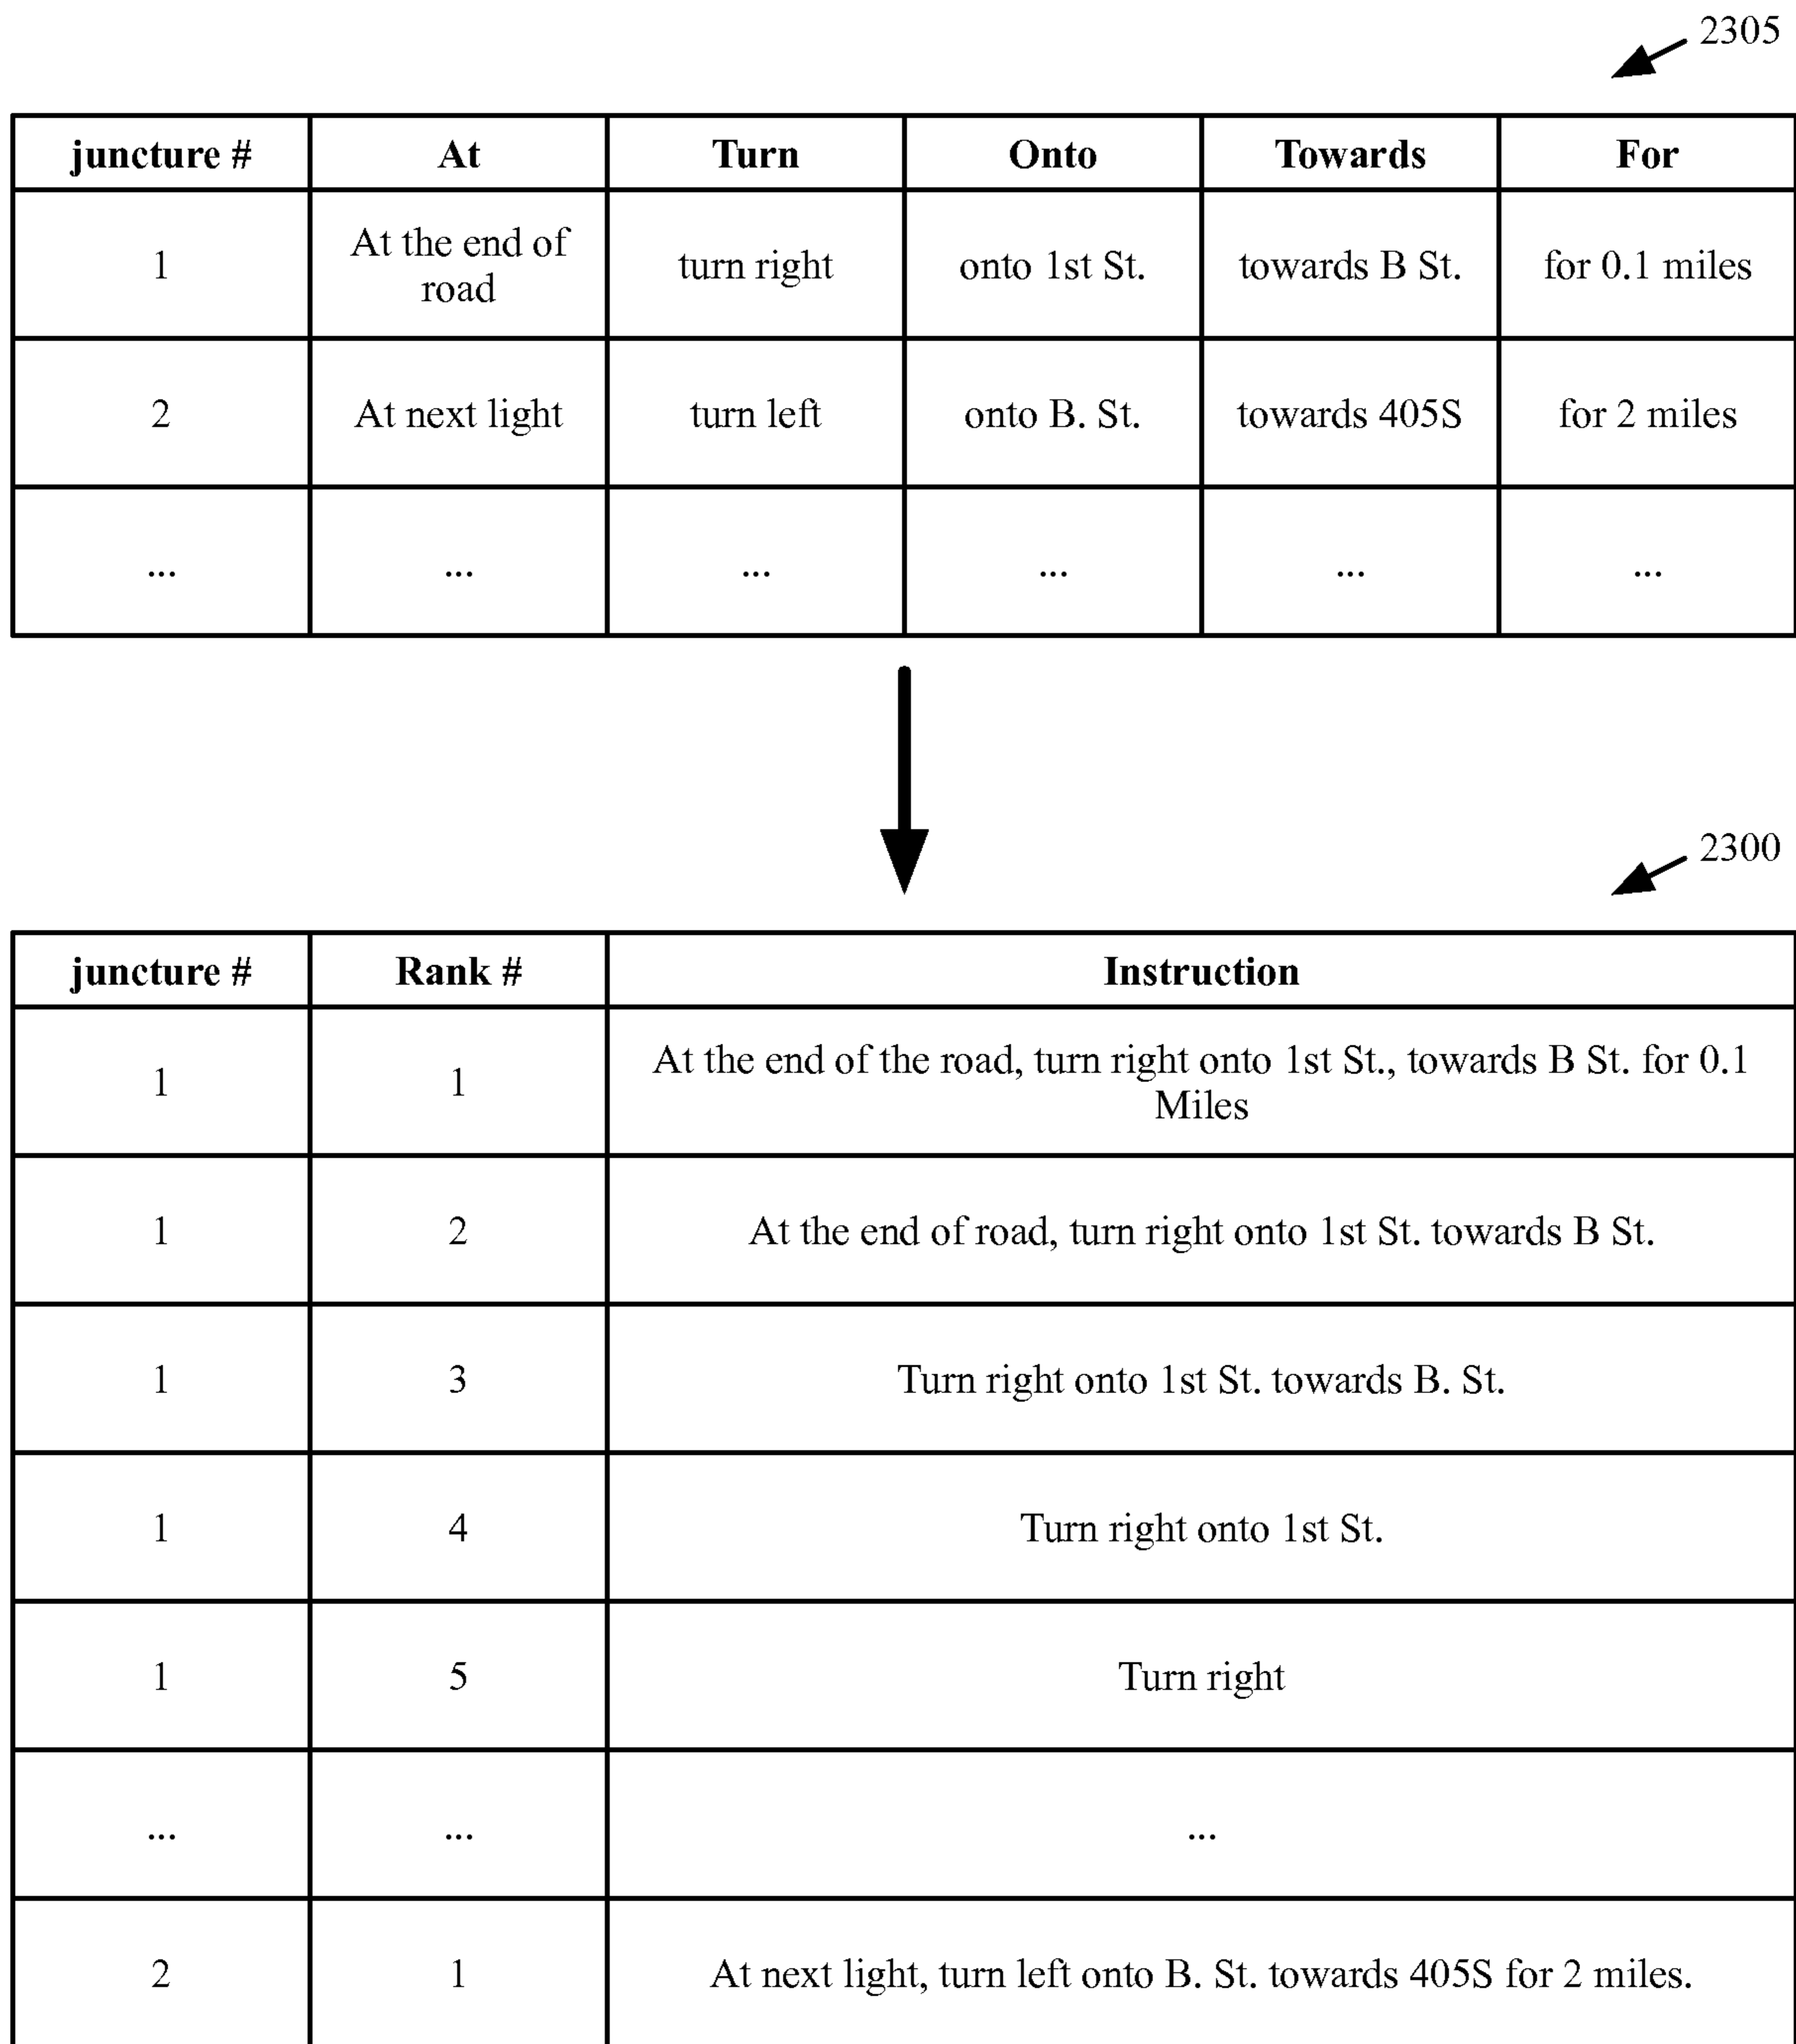 2305
juncture # At Turn Onto Towards For
1 At the end of road turn right onto 1st St. towards B St. for 0.1 miles
2 At next light turn left onto B. St. towards 405S for 2 miles
... ... ... ... ... ...
2300
juncture # Rank # Instruction
1 1 At the end of the road, turn right onto 1st St., towards B St. for 0.1
Miles
1 2 At the end of road, turn right onto 1st St. towards B St.
1 3 Turn right onto 1st St. towards B. St.
1 4 Turn right onto 1st St.
1 5 Turn right
... ... ...
2 1 At next light, turn left onto B. St. towards 405S for 2 miles.